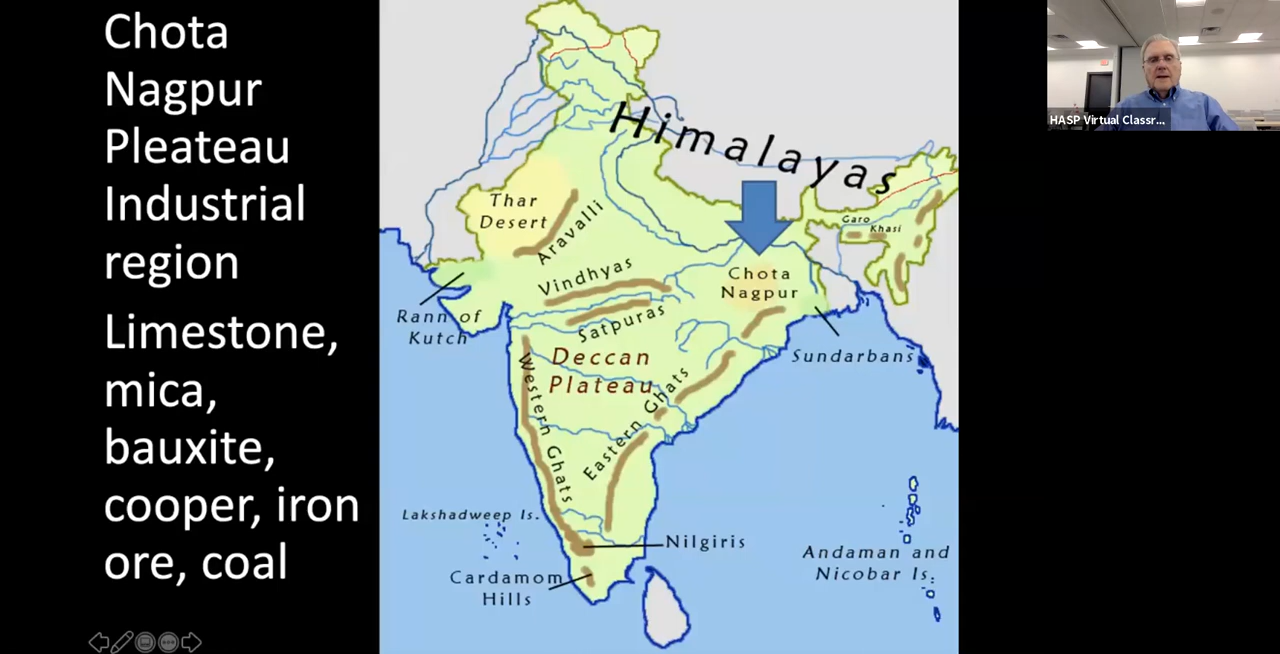 Chota
Nagpur
Pleateau
Industrial
region
Limestone,
mica,
bauxite,
cooper, iron
ore, coal
Himalayas
Thar
Desert
Aravalli
Garo
Khasi
Vindhyas
Chota
Nagpur
Rann of
Kutch
Satpuras
Sundarbans
Deccan
Plateau
Western Ghats
Eastern Ghats
Lakshadweep Is.
Nilgiris
Andaman and
Nicobar Is.
Cardamom
Hills
HASP Virtual Classr...